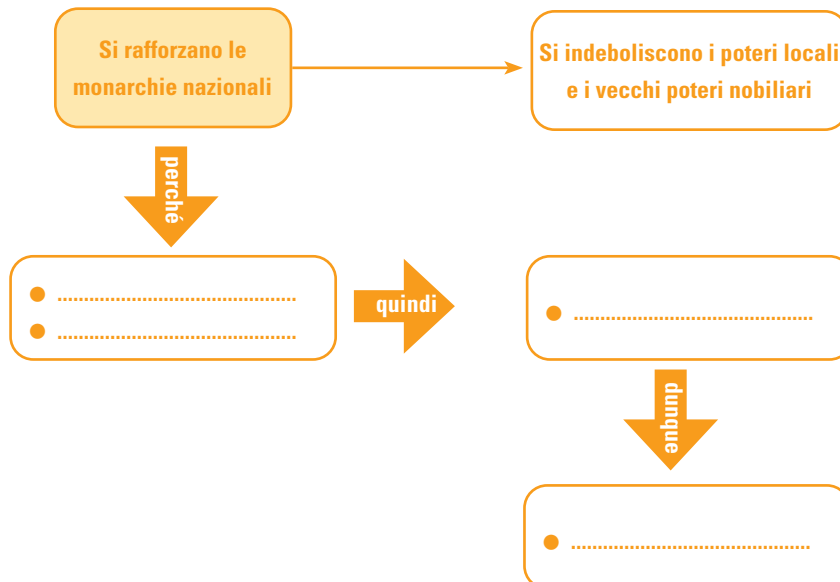 Si rafforzano le
monarchie nazionali
Si indeboliscono i poteri locali
e i vecchi poteri nobiliari
perché
● .............................................
● .............................................
quindi
● .............................................
dunque
● .............................................